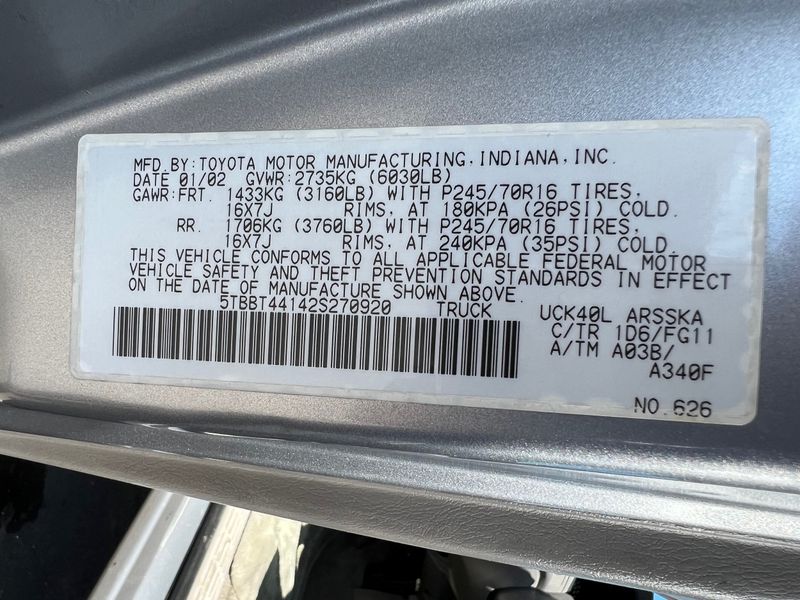 MFD.BY:TOYOTA MOTOR MANUFACTURING,INDIANA,INC.
DATE 01/02 GVWR:2735KG (6030LB)
GAWR:FRT. 1433KG (3160LB) WITH P245/70R16 TIRES,
16X7J RIMS, AT 180KPA (26PSI) COLD.
RR. 1706KG (3760LB) WITH P245/70R16 TIRES,
16X7J RIMS, AT 240KPA (35PSI) COLD.
THIS VEHICLE CONFORMS TO ALL APPLICABLE FEDERAL MOTOR
VEHICLE SAFETY AND THEFT PREVENTION STANDARDS IN EFFECT
ON THE DATE OF MANUFACTURE SHOWN ABOVE.
5TBBT44142S270920 TRUCK
UCK40L ARSSKA
C/TR 1D6/FG11
A/TM A03B/
A340F
NO.626